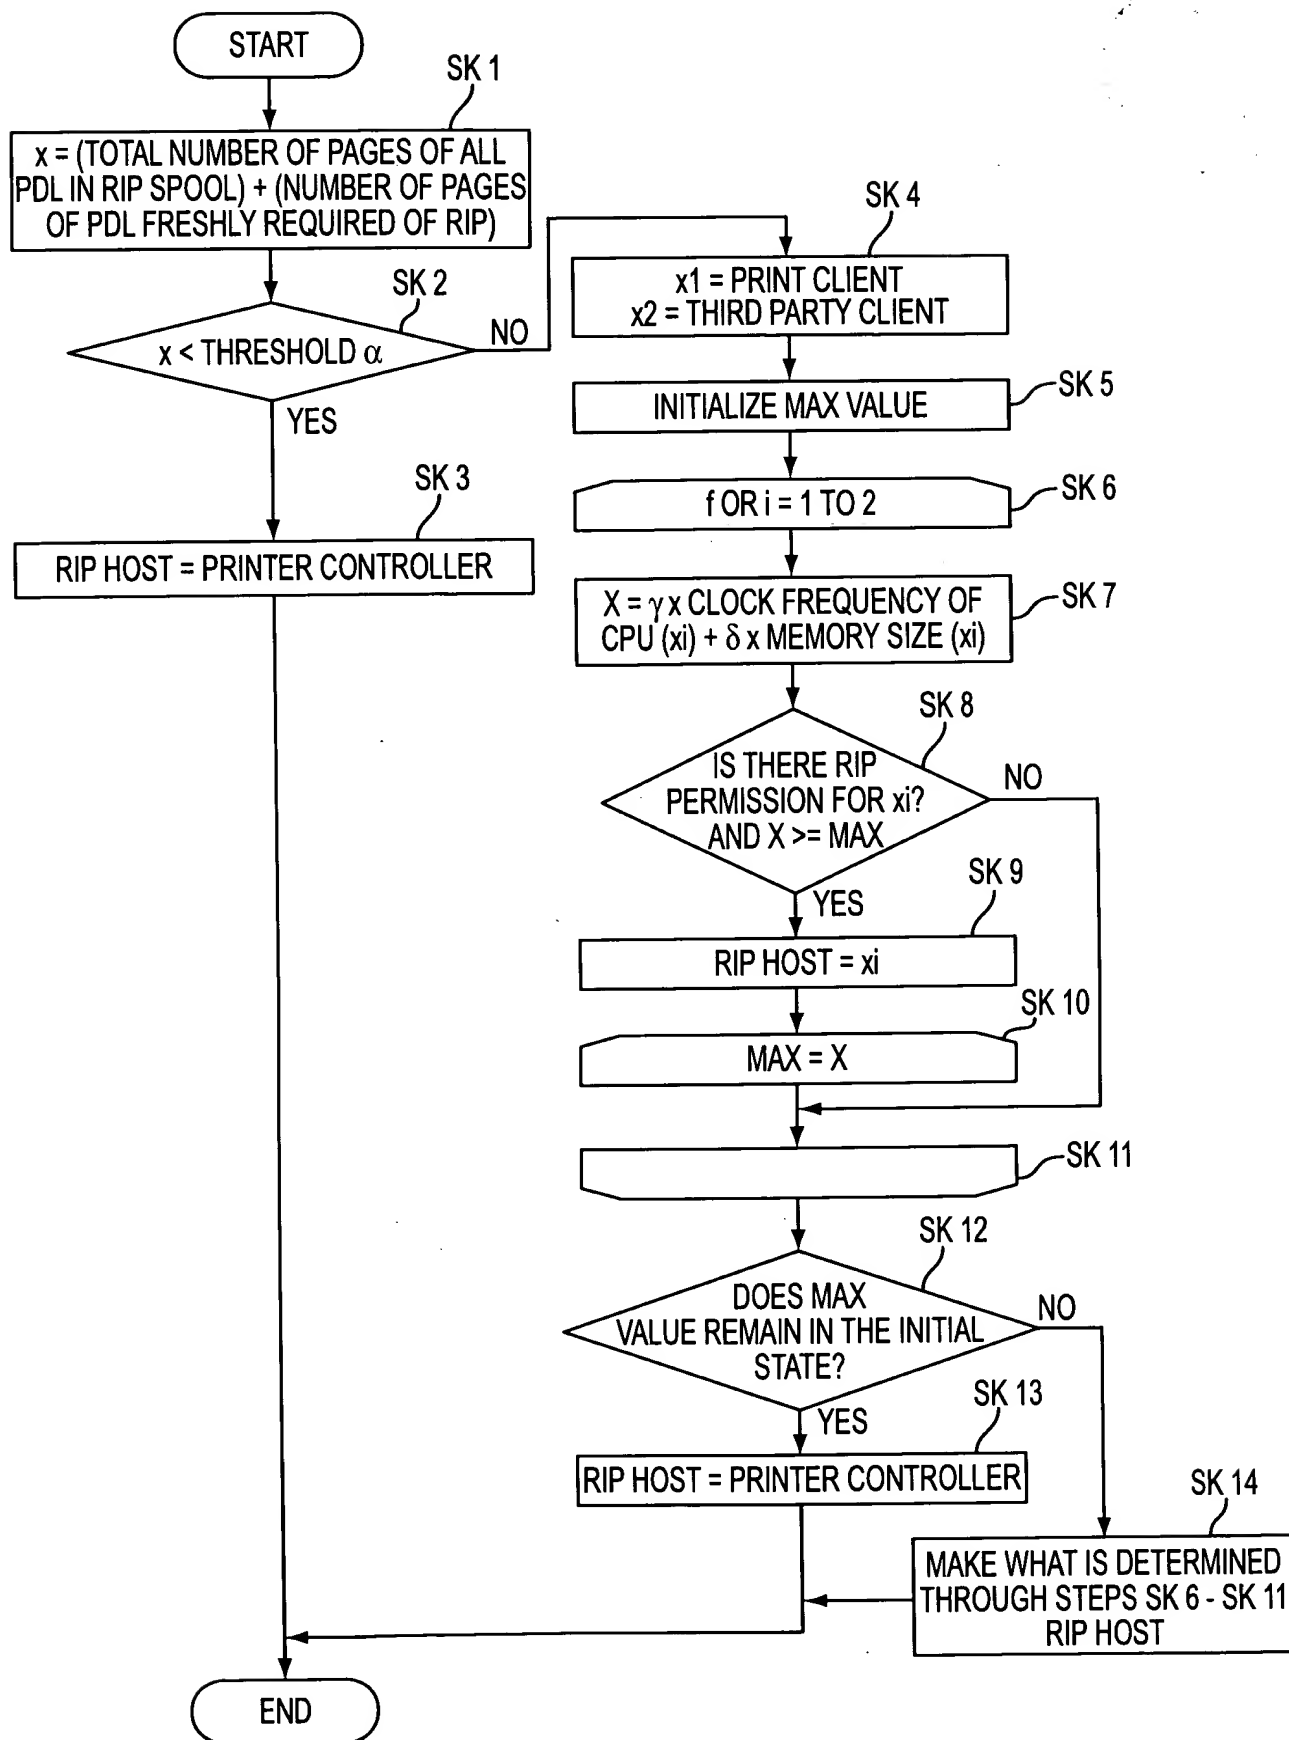 START
SK 1
x = (TOTAL NUMBER OF PAGES OF ALL
PDL IN RIP SPOOL) + (NUMBER OF PAGES
OF PDL FRESHLY REQUIRED OF RIP)
SK 2
x < THRESHOLD α
NO
YES
SK 3
RIP HOST = PRINTER CONTROLLER
SK 4
x1 = PRINT CLIENT
x2 = THIRD PARTY CLIENT
INITIALIZE MAX VALUE
SK 5
f OR i = 1 TO 2
SK 6
X = γ x CLOCK FREQUENCY OF
CPU (xi) + δ x MEMORY SIZE (xi)
SK 7
SK 8
IS THERE RIP
PERMISSION FOR xi?
AND X >= MAX
NO
YES
SK 9
RIP HOST = xi
SK 10
MAX = X
SK 11
SK 12
DOES MAX
VALUE REMAIN IN THE INITIAL
STATE?
NO
YES
SK 13
RIP HOST = PRINTER CONTROLLER
SK 14
MAKE WHAT IS DETERMINED
THROUGH STEPS SK 6 - SK 11
RIP HOST
END